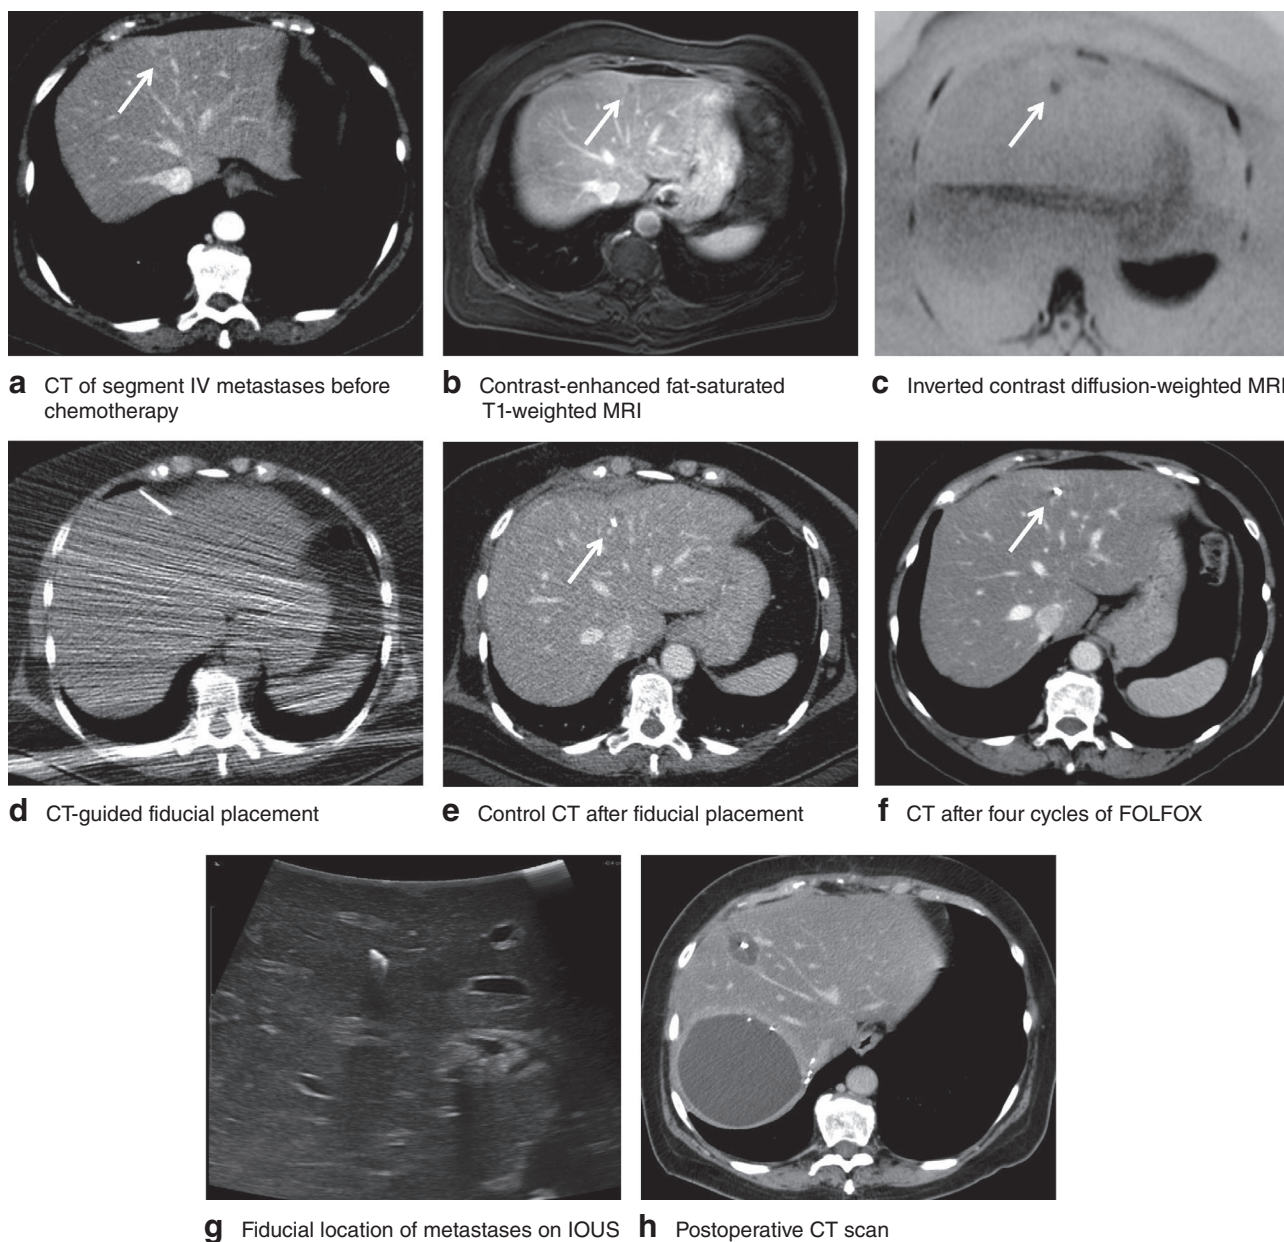 a CT of segment IV metastases before
chemotherapy
b Contrast-enhanced fat-saturated
T1-weighted MRI
c Inverted contrast diffusion-weighted MRI
d CT-guided fiducial placement
e Control CT after fiducial placement
f CT after four cycles of FOLFOX
g Fiducial location of metastases on IOUS
h Postoperative CT scan